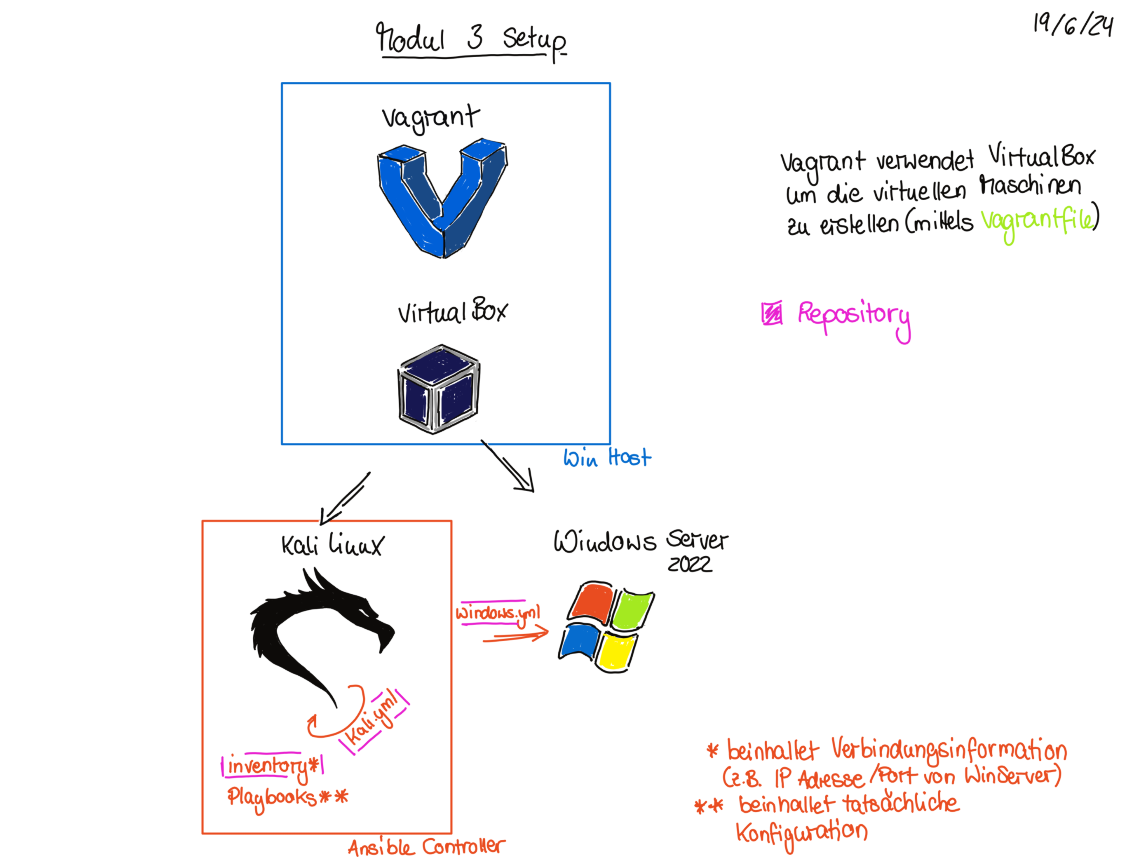 Modul 3 Setup
19/6/24
Vagrant
Vagrant verwendet VirtualBox
um die virtuellen Maschinen
zu erstellen (mittels Vagrantfile)
VirtualBox
Repository
Win Host
Kali Linux
Windows Server
2022
Windows.yml
Kali.yml
inventory*
Playbooks**
Ansible Controller
* beinhaltet Verbindungsinformation
(z.B. IP Adresse/Port von WinServer)
** beinhaltet tatsächliche
Konfiguration